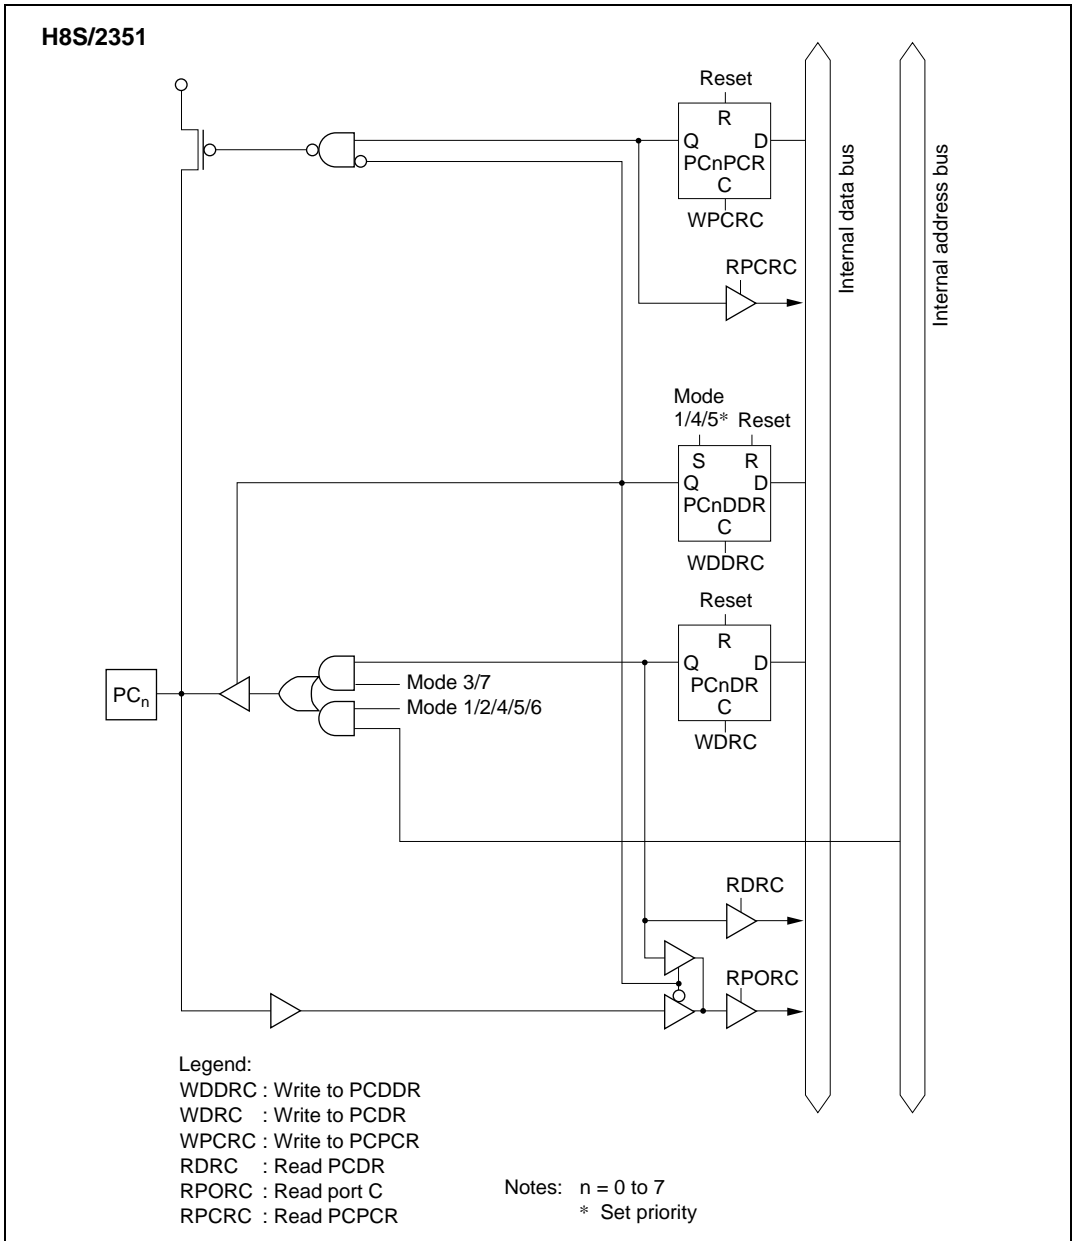 H8S/2351
Reset
R
Q D
PCnPCR
C
WPCRC
RPCRC
Internal data bus
Internal address bus
Mode
1/4/5* Reset
S R
Q D
PCnDDR
C
WDDRC
Reset
R
Q D
PCnDR
C
WDRC
PCn
Mode 3/7
Mode 1/2/4/5/6
RDRC
RPORC
Legend:
WDDRC : Write to PCDDR
WDRC : Write to PCDR
WPCRC : Write to PCPCR
RDRC : Read PCDR
RPORC : Read port C
RPCRC : Read PCPCR
Notes: n = 0 to 7
* Set priority